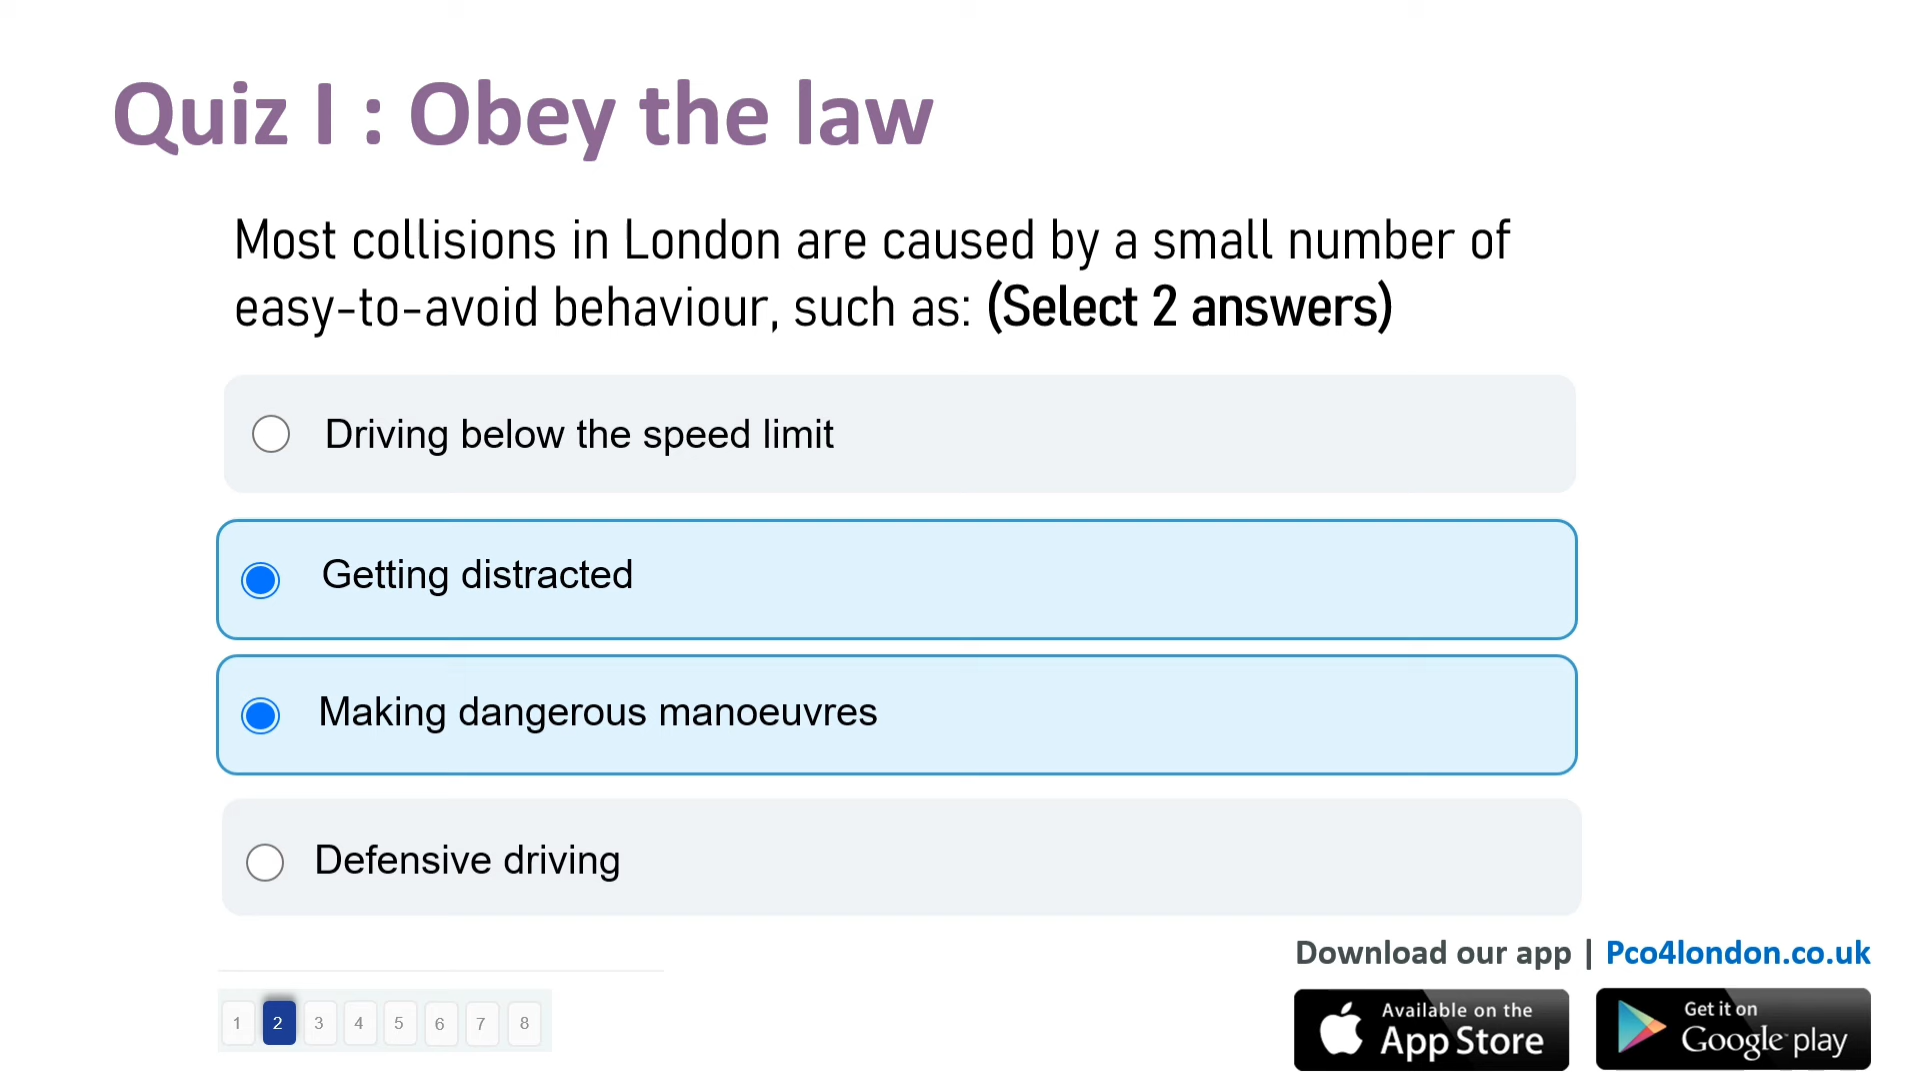 Quiz I : Obey the law
Most collisions in London are caused by a small number of
easy-to-avoid behaviour, such as: (Select 2 answers)
Driving below the speed limit
Getting distracted
Making dangerous manoeuvres
Defensive driving
Download our app | Pco4london.co.uk
1 2 3 4 5 6 7 8
Available on the
App Store
Get it on
Google play